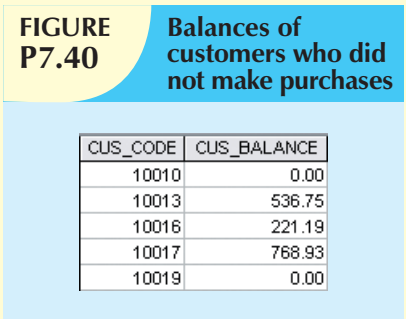 FIGURE P7.40
Balances of
customers who did
not make purchases
CUS_CODE CUS_BALANCE
10010 0.00
10013 536.75
10016 221.19
10017 768.93
10019 0.00